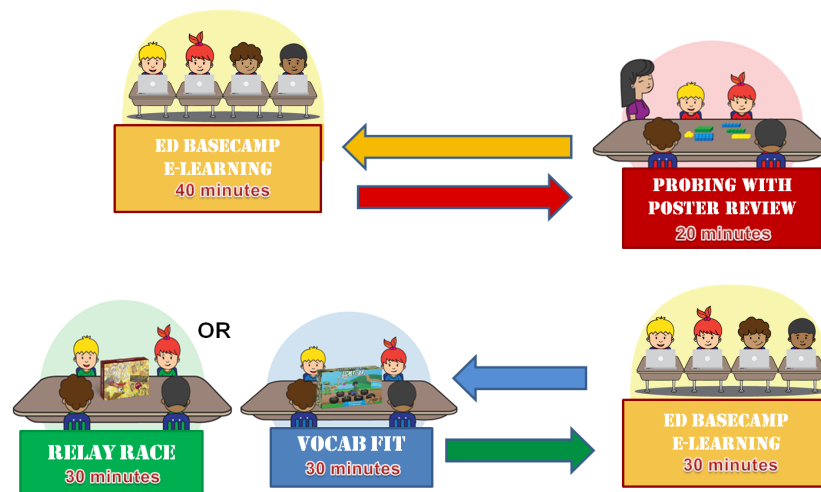 ED BASECAMP
E-LEARNING
40 minutes
PROBING WITH
POSTER REVIEW
20 minutes
OR
RELAY RACE
30 minutes
VOCAB FIT
30 minutes
ED BASECAMP
E-LEARNING
30 minutes